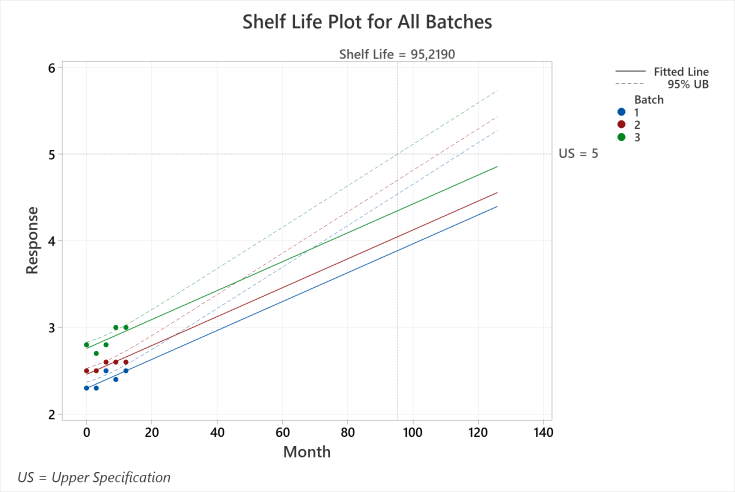 Shelf Life Plot for All Batches
Shelf Life = 95,2190
6
5
4
3
2
Response
0
20
40
60
80
100
120
140
Month
US = 5
Fitted Line
95% UB
Batch
1
2
3
US = Upper Specification